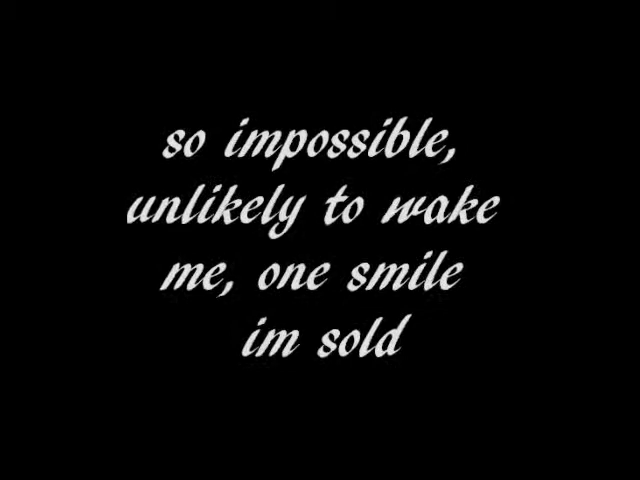 so impossible,
unlikely to wake
me, one smile
im sold